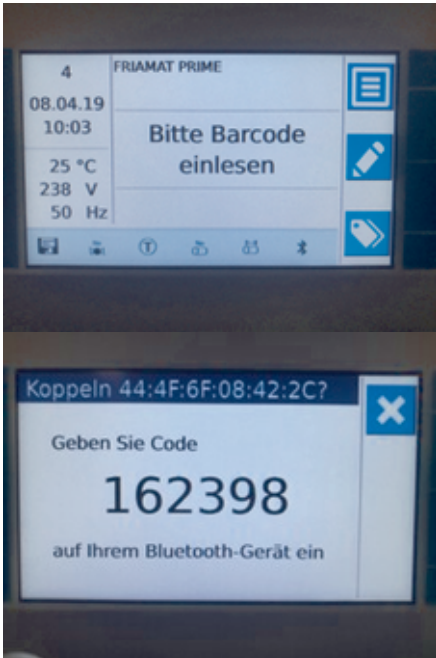 4
08.04.19
10:03
25 °C
238 V
50 Hz
FRIAMAT PRIME
Bitte Barcode
einlesen
T
Koppeln 44:4F:6F:08:42:2C?
Geben Sie Code
162398
auf Ihrem Bluetooth-Gerät ein